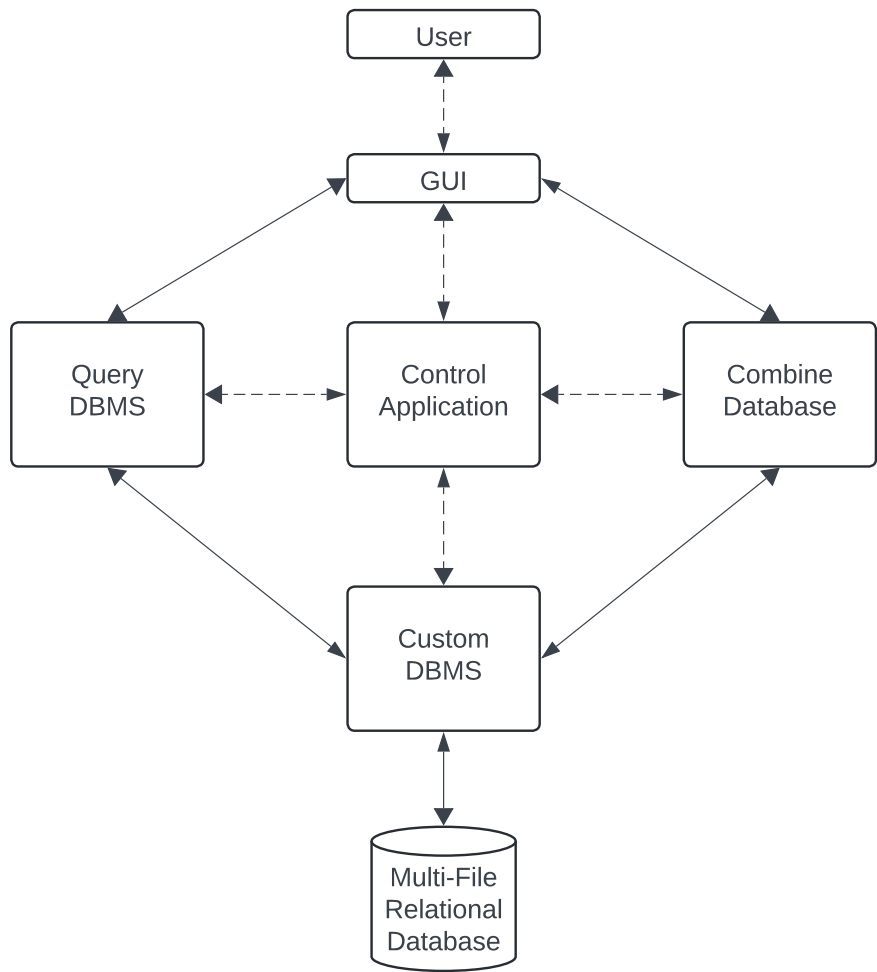 User
GUI
Query
DBMS
Control
Application
Combine
Database
Custom
DBMS
Multi-File
Relational
Database